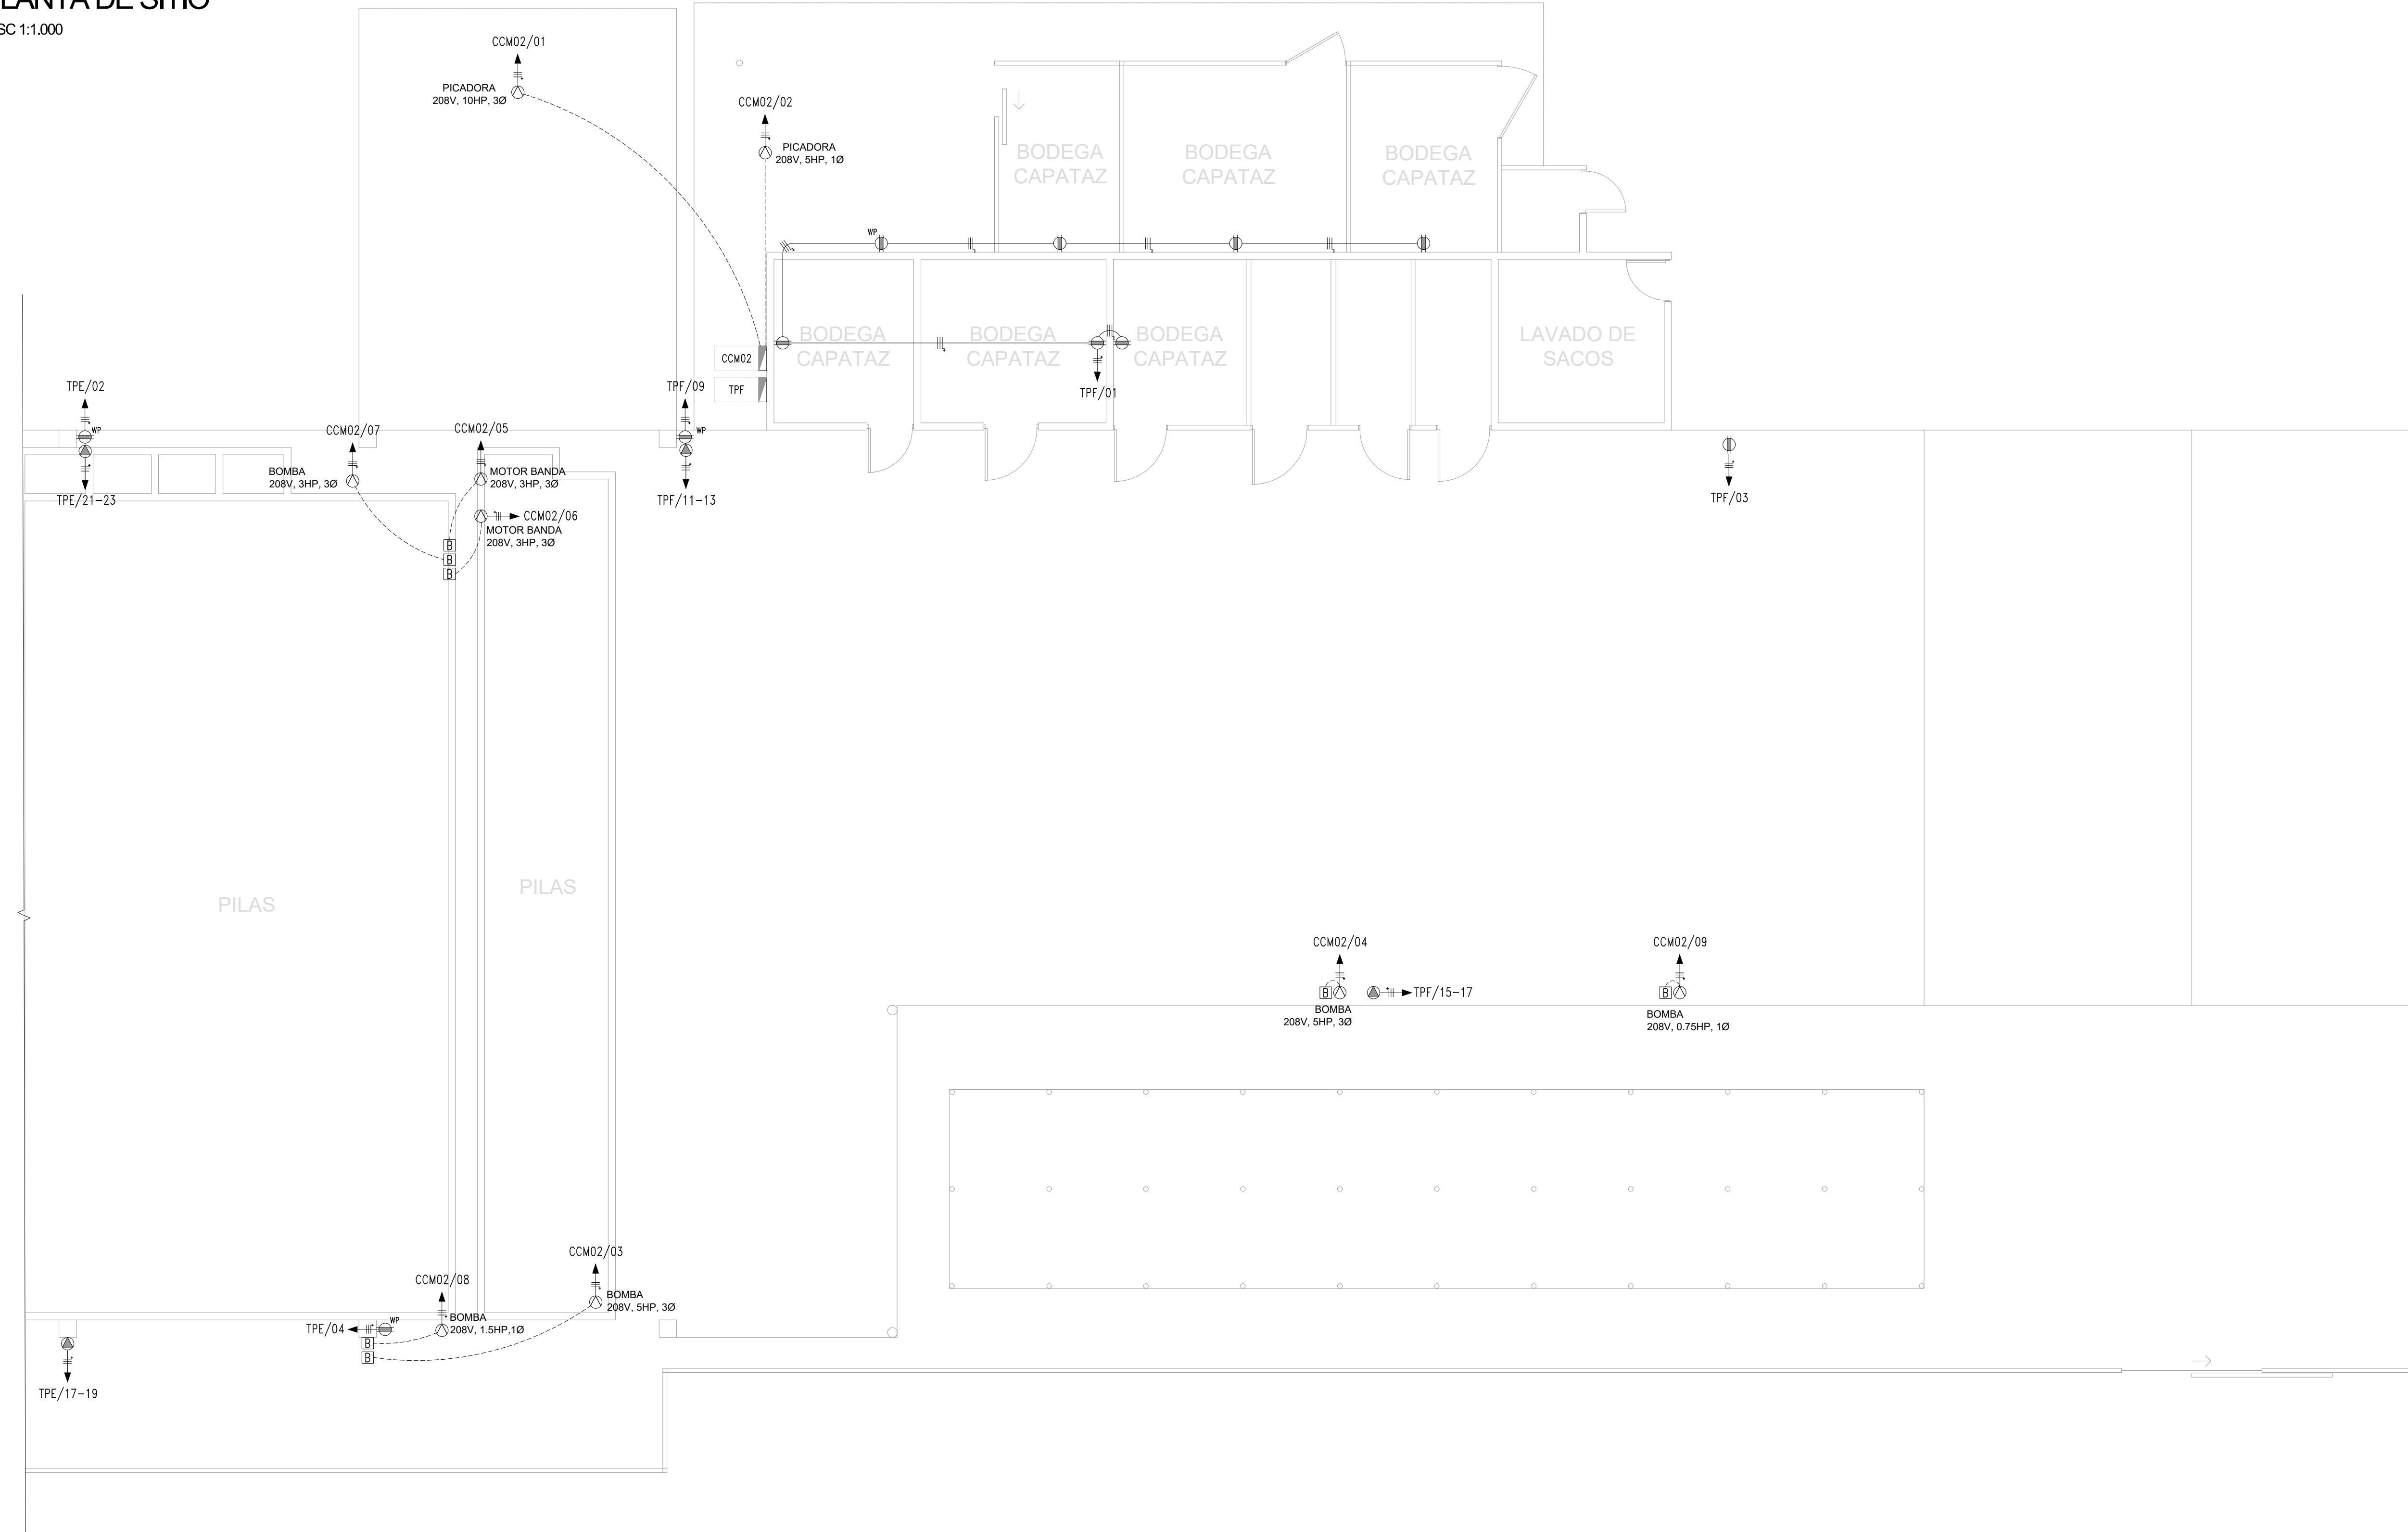 LANTA DE SITIO
SC 1:1.000
CCM02/01
PICADORA
208V, 10HP, 3Ø
CCM02/02
PICADORA
208V, 5HP, 1Ø
BODEGA
CAPATAZ
BODEGA
CAPATAZ
BODEGA
CAPATAZ
WP
BODEGA
CAPATAZ
BODEGA
CAPATAZ
BODEGA
CAPATAZ
LAVADO DE
SACOS
CCM02
TPF
TPF/01
TPE/02
WP
TPE/21-23
TPF/09
WP
TPF/11-13
CCM02/07
BOMBA
208V, 3HP, 3Ø
CCM02/05
MOTOR BANDA
208V, 3HP, 3Ø
CCM02/06
MOTOR BANDA
208V, 3HP, 3Ø
B
B
B
TPF/03
PILAS
PILAS
CCM02/04
B
BOMBA
208V, 5HP, 3Ø
TPF/15-17
CCM02/09
B
BOMBA
208V, 0.75HP, 1Ø
CCM02/03
BOMBA
208V, 5HP, 3Ø
CCM02/08
BOMBA
208V, 1.5HP,1Ø
TPE/04
WP
B
B
TPE/17-19